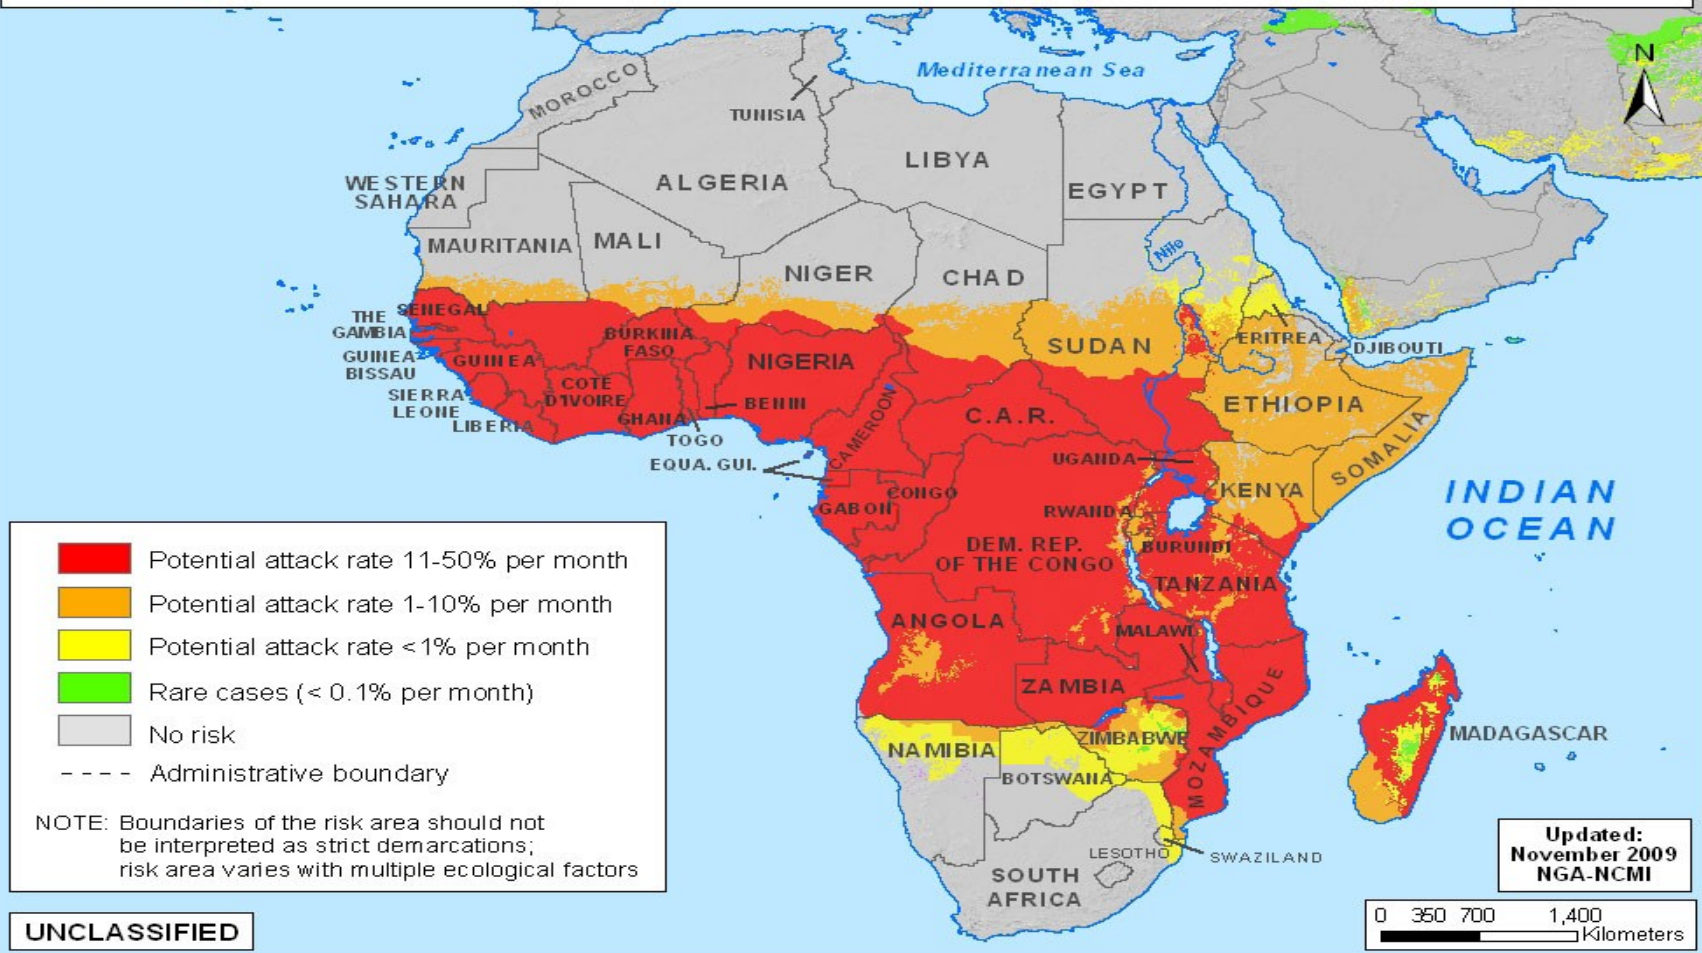 N
Mediterranean Sea
MOROCCO
TUNISIA
LIBYA
ALGERIA
EGYPT
WESTERN
SAHARA
MAURITANIA
MALI
Nile
NIGER
CHAD
SENEGAL
THE
GAMBIA
BURKINA
FASO
SUDAN
ERITREA
DJIBOUTI
GUINEA
BISSAU
GUINEA
NIGERIA
SIERRA
LEONE
COTE
D'IVOIRE
BENIN
ETHIOPIA
LIBERIA
GHANA
TOGO
CAMEROON
C.A.R.
SOMALIA
EQUA. GUI.
UGANDA
KENYA
INDIAN
OCEAN
CONGO
GABON
RWANDA
DEM. REP.
OF THE CONGO
BURUNDI
TANZANIA
ANGOLA
MALAWI
ZAMBIA
MOZAMBIQUE
MADAGASCAR
NAMIBIA
ZIMBABWE
BOTSWANA
LESOTHO
SWAZILAND
SOUTH
AFRICA
Potential attack rate 11-50% per month
Potential attack rate 1-10% per month
Potential attack rate <1% per month
Rare cases (< 0.1% per month)
No risk
Administrative boundary
NOTE: Boundaries of the risk area should not
be interpreted as strict demarcations;
risk area varies with multiple ecological factors
UNCLASSIFIED
Updated:
November 2009
NGA-NCMI
0 350 700 1,400
Kilometers